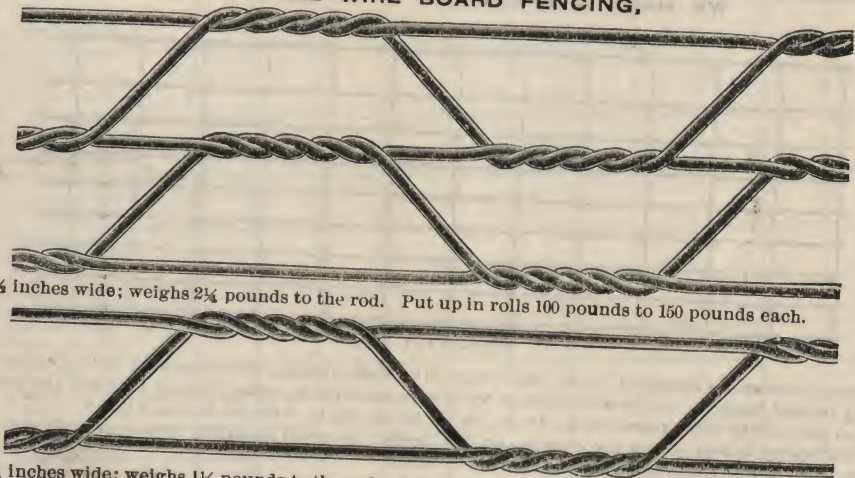 WIRE BOARD FENCING,
inches wide; weighs 2¼ pounds to the rod. Put up in rolls 100 pounds to 150 pounds each.
inches wide; weighs 1½ pounds to the